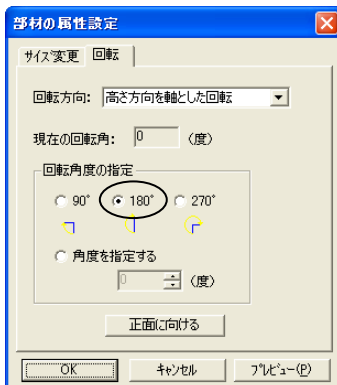 部材の属性設定
サイズ変更 回転
回転方向: 高さ方向を軸とした回転
現在の回転角: 0 (度)
回転角度の指定
90° 180° 270°
角度を指定する
0 (度)
正面に向ける
OK キャンセル プレビュー(P)